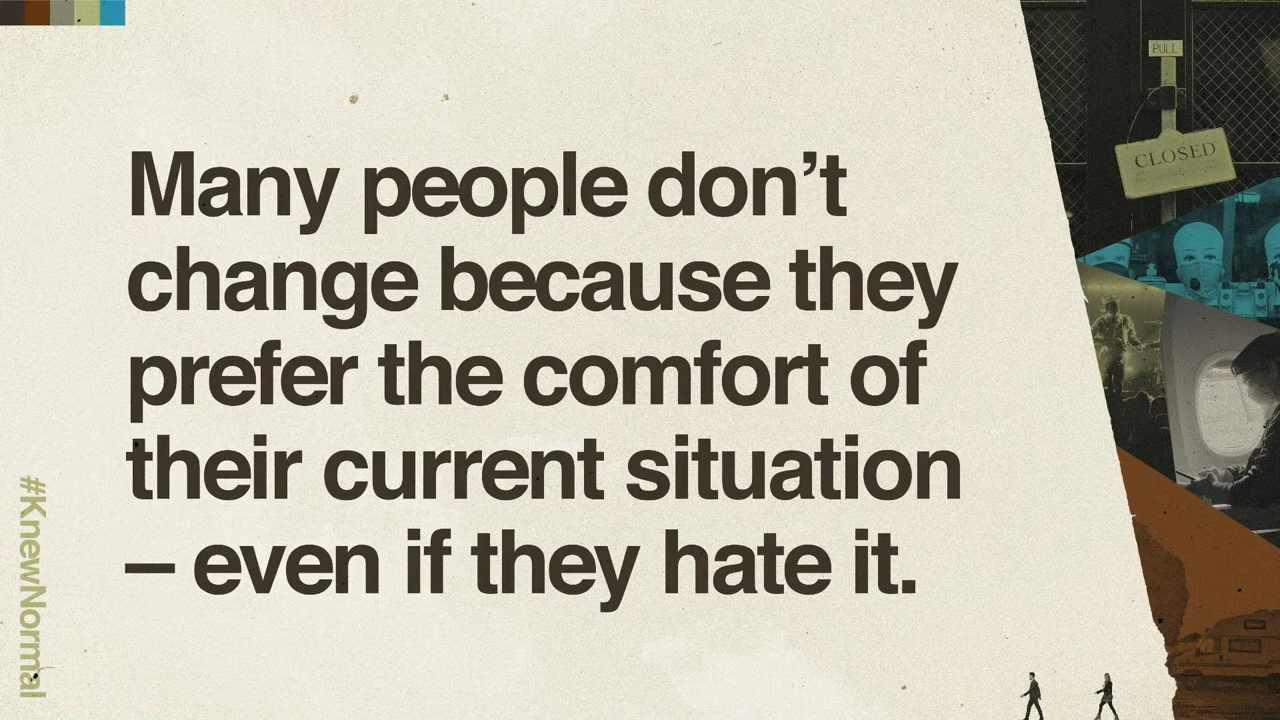 Many people don’t
change because they
prefer the comfort of
their current situation
– even if they hate it.
#KnewNormal
PULL
CLOSED